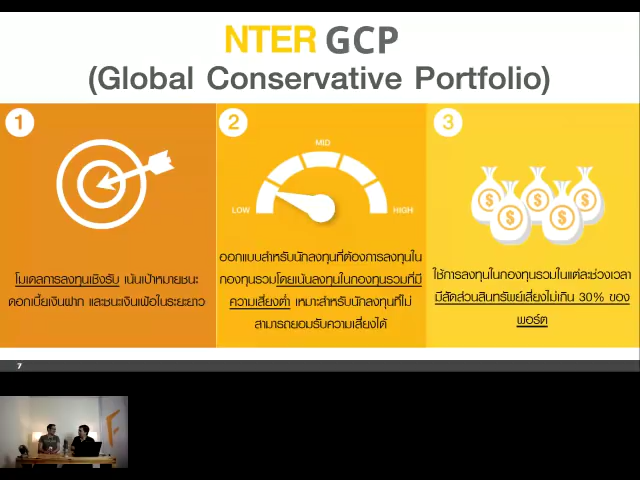 NTER GCP
(Global Conservative Portfolio)
1
โมเดลการลงทุนเชิงรับ เน้นเป้าหมายชนะ
ดอกเบี้ยเงินฝาก และชนะเงินเฟ้อในระยะยาว
2
MID
LOW
HIGH
ออกแบบสำหรับนักลงทุนที่ต้องการลงทุนใน
กองทุนรวมโดยเน้นลงทุนในกองทุนรวมที่มี
ความเสี่ยงต่ำ เหมาะสำหรับนักลงทุนที่ไม่
สามารถยอมรับความเสี่ยงได้
3
$ $ $ $
ใช้การลงทุนในกองทุนรวมในแต่ละช่วงเวลา
มีสัดส่วนสินทรัพย์เสี่ยงไม่เกิน 30% ของ
พอร์ต
7